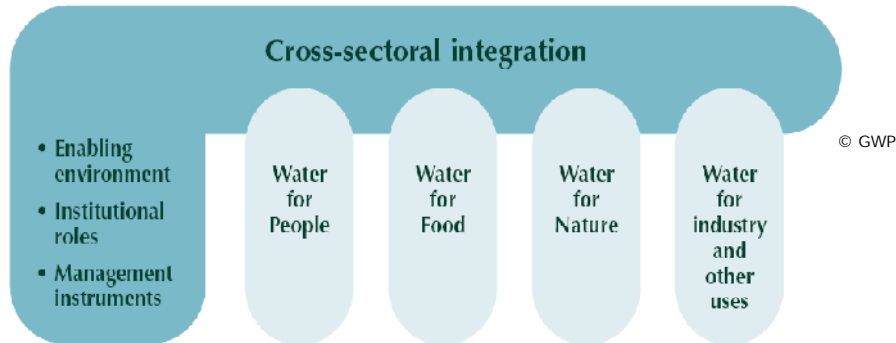 Cross-sectoral integration
© GWP
• Enabling
environment
• Institutional
roles
• Management
instruments
Water
for
People
Water
for
Food
Water
for
Nature
Water
for
industry
and
other
uses